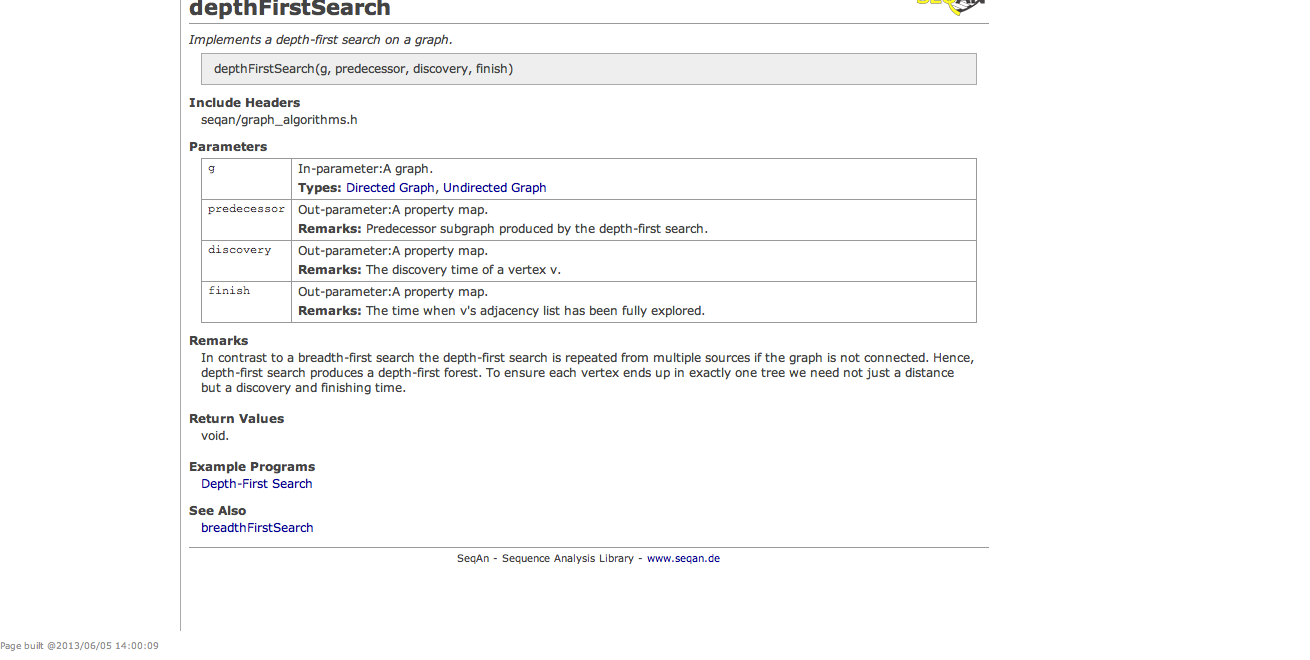 depthFirstSearch
Implements a depth-first search on a graph.
depthFirstSearch(g, predecessor, discovery, finish)
Include Headers
seqan/graph_algorithms.h
Parameters
g
In-parameter:A graph.
Types: Directed Graph, Undirected Graph
predecessor
Out-parameter:A property map.
Remarks: Predecessor subgraph produced by the depth-first search.
discovery
Out-parameter:A property map.
Remarks: The discovery time of a vertex v.
finish
Out-parameter:A property map.
Remarks: The time when v's adjacency list has been fully explored.
Remarks
In contrast to a breadth-first search the depth-first search is repeated from multiple sources if the graph is not connected. Hence,
depth-first search produces a depth-first forest. To ensure each vertex ends up in exactly one tree we need not just a distance
but a discovery and finishing time.
Return Values
void.
Example Programs
Depth-First Search
See Also
breadthFirstSearch
SeqAn - Sequence Analysis Library - www.seqan.de
Page built @2013/06/05 14:00:09